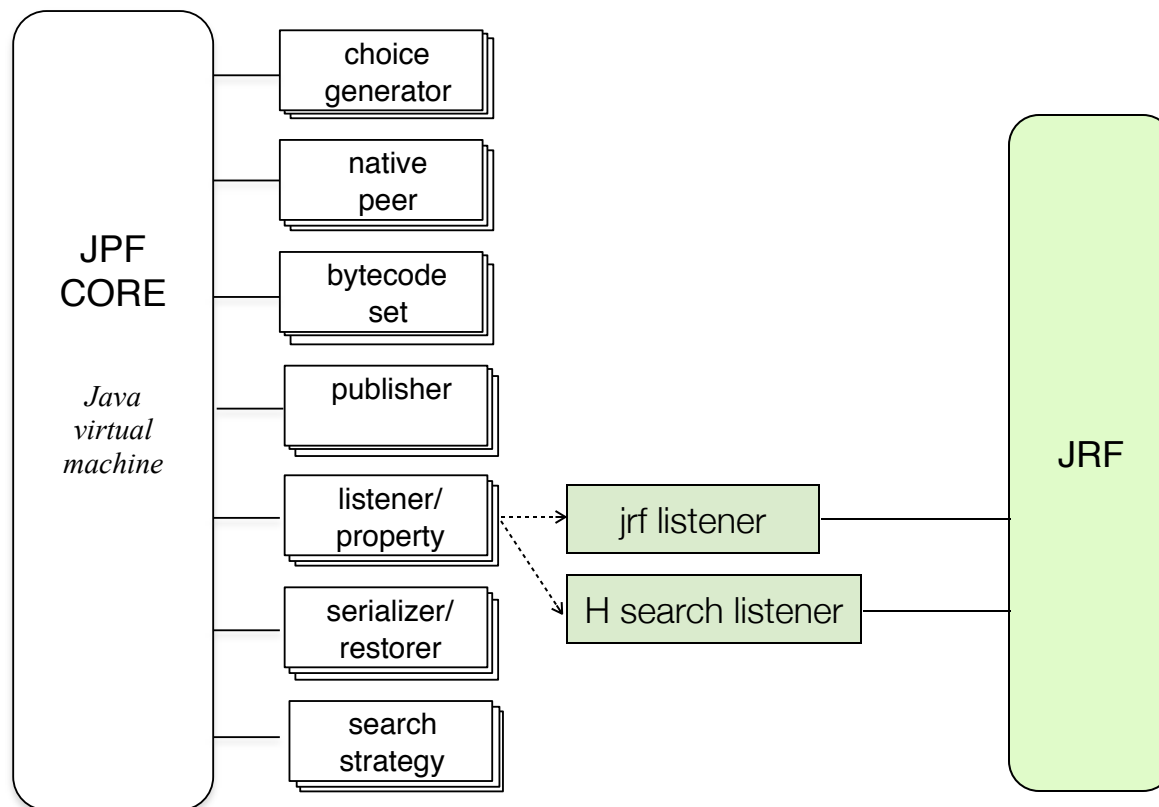 JPF
CORE
Java
virtual
machine
choice
generator
native
peer
bytecode
set
publisher
listener/
property
serializer/
restorer
search
strategy
jrf listener
H search listener
JRF